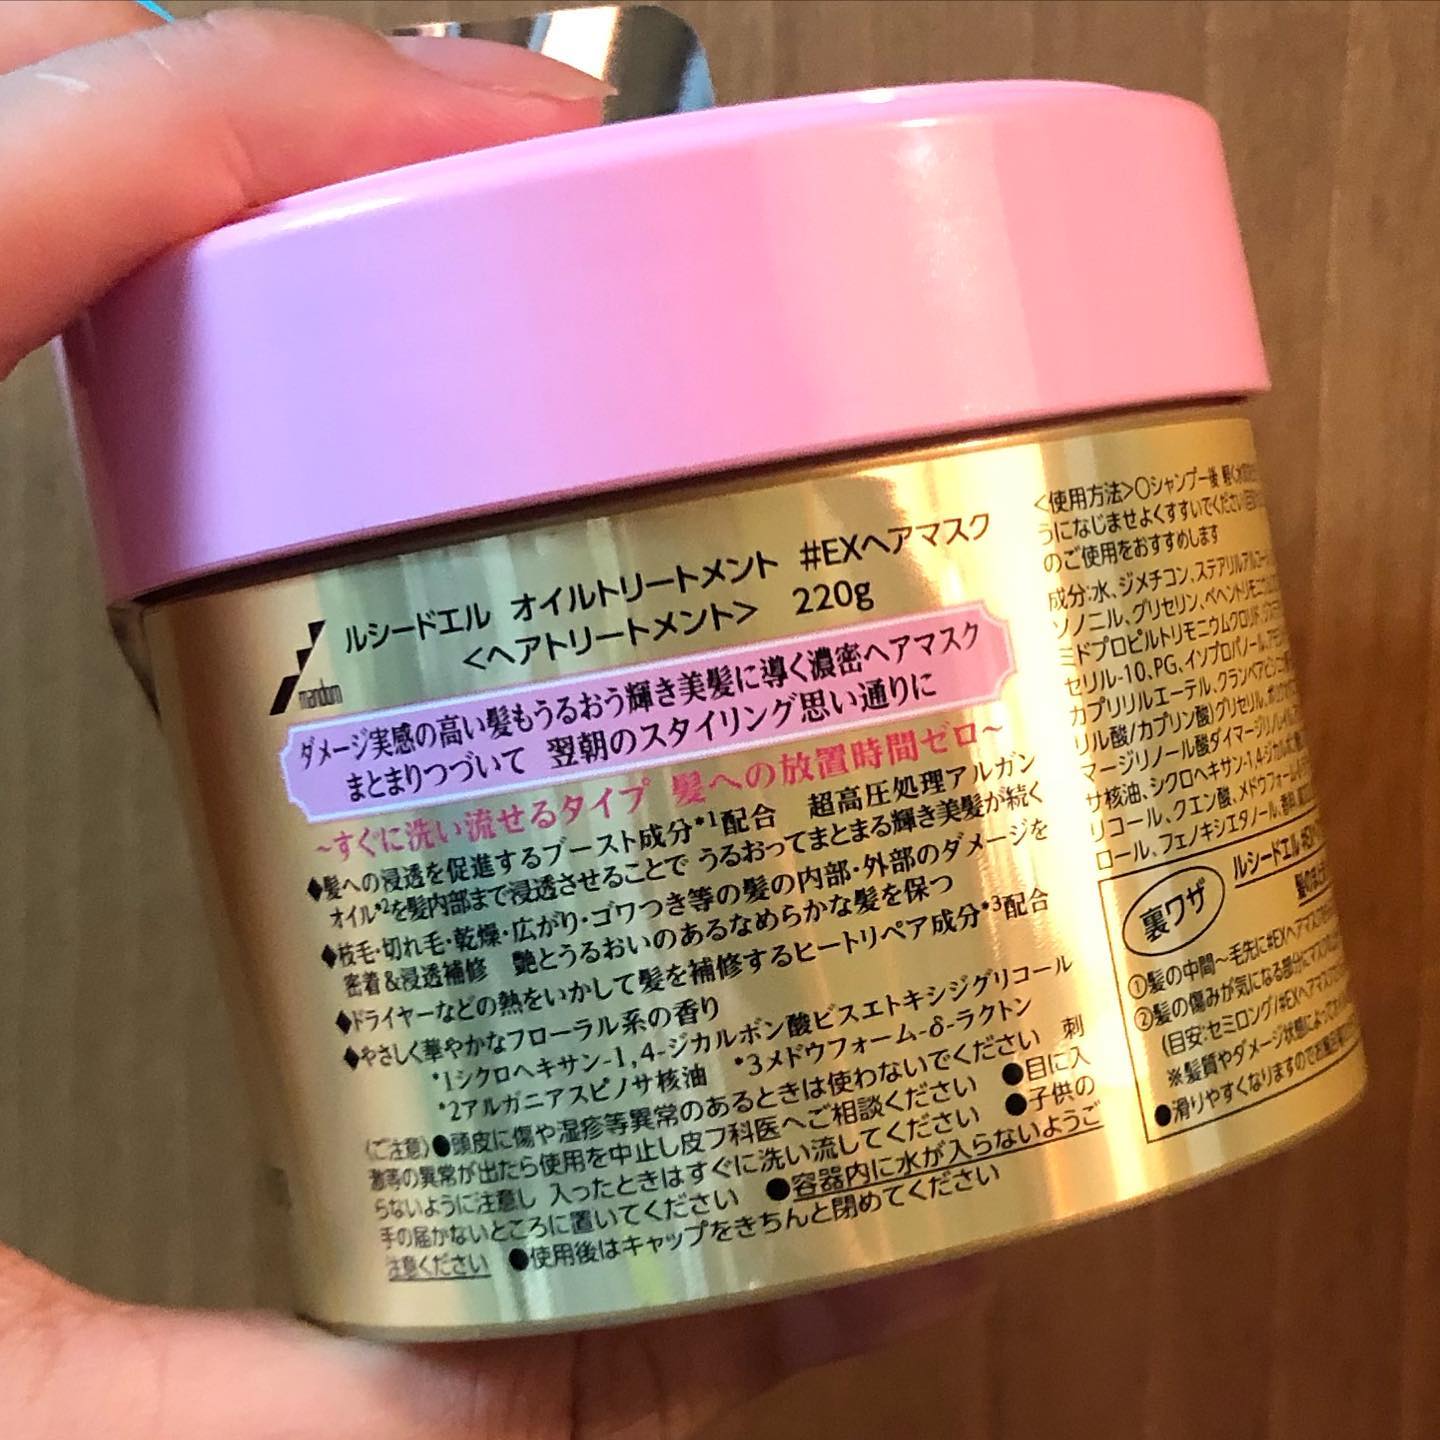 mandom
ルシードエル オイルトリートメント #EXヘアマスク
<ヘアトリートメント> 220g
ダメージ実感の高い髪もうるおう輝き美髪に導く濃密ヘアマスク
まとまりつづいて 翌朝のスタイリング思い通りに
~すぐに洗い流せるタイプ 髪への放置時間ゼロ~
◆髪への浸透を促進するブースト成分*1配合 超高圧処理アルガン
オイル*2を髪内部まで浸透させることで うるおってまとまる輝き美髪が続く
◆枝毛・切れ毛・乾燥・広がり・ゴワつき等の髪の内部・外部のダメージを
密着&浸透補修 艶とうるおいのあるなめらかな髪を保つ
◆ドライヤーなどの熱をいかして髪を補修するヒートリペア成分*3配合
◆やさしく華やかなフローラル系の香り
*1シクロヘキサン-1,4-ジカルボン酸ビスエトキシジグリコール
*2アルガニアスピノサ核油 *3メドウフォーム-δ-ラクトン
〈ご注意〉●頭皮に傷や湿疹等異常のあるときは使わないでください 刺
激等の異常が出たら使用を中止し皮フ科医へご相談ください ●目に入
らないように注意し 入ったときはすぐに洗い流してください ●子供の
手の届かないところに置いてください ●容器内に水が入らないようご
注意ください ●使用後はキャップをきちんと閉めてください
<使用方法>○シャンプー後 軽く
うになじませよくすすいでください
のご使用をおすすめします
成分:水、ジメチコン、ステアリルアルコール、
ソノニル、グリセリン、ベヘントリモニウム
ミドプロピルトリモニウムクロリド、
セリル-10、PG、イソプロパノール、
カプリリルエーテル、クランベアビシニ
リル酸/カプリン酸)グリセリル、
マージリノール酸ダイマージリノレイル
サ核油、シクロヘキサン-1,4-ジカル
リコール、クエン酸、メドウフォーム
ロール、フェノキシエタノール、香料
裏ワザ
ルシードエル #EX
①髪の中間~毛先に#EXヘアマスク
②髪の傷みが気になる部分に
(目安:セミロング/#EXヘアマスク
※髪質やダメージ状態によって
●滑りやすくなりますのでお